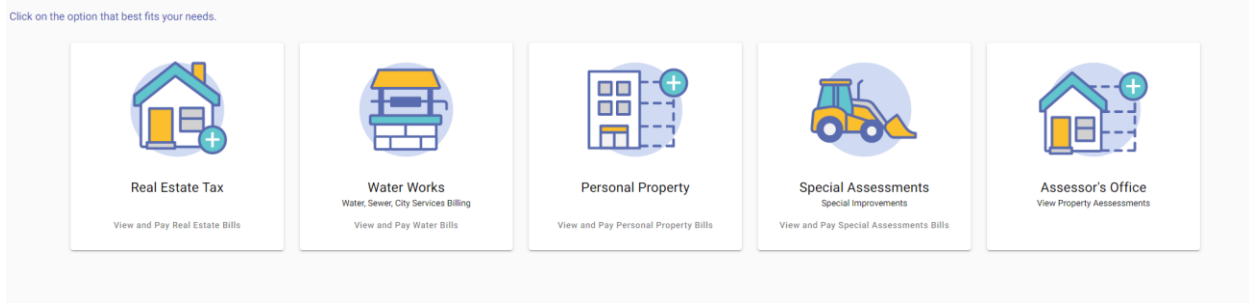 Click on the option that best fits your needs.
Real Estate Tax
View and Pay Real Estate Bills
Water Works
Water, Sewer, City Services Billing
View and Pay Water Bills
Personal Property
View and Pay Personal Property Bills
Special Assessments
Special Improvements
View and Pay Special Assessments Bills
Assessor's Office
View Property Aessessments